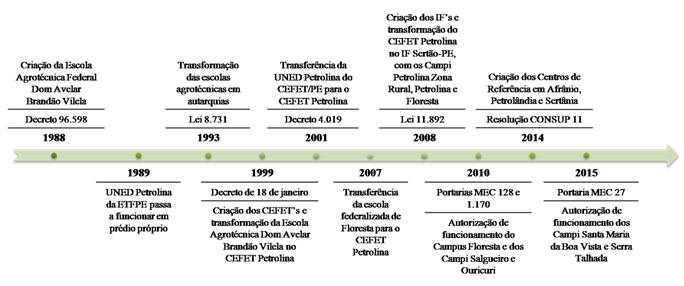 Criação da Escola
Agrotécnica Federal
Dom Avelar
Brandão Vilela
Decreto 96.598
1988
Transformação
das escolas
agrotécnicas em
autarquias
Lei 8.731
1993
Transferência da
UNED Petrolina do
CEFET/PE para o
CEFET Petrolina
Decreto 4.019
2001
Criação dos IF's e
transformação do
CEFET Petrolina
no IF Sertão-PE,
com os Campi
Petrolina Zona
Rural, Petrolina e
Floresta
Lei 11.892
2008
Criação dos Centros de
Referência em Afrânio,
Petrolândia e Sertânia
Resolução CONSUP 11
2014
1989
UNED Petrolina
da ETFPE passa
a funcionar em
prédio próprio
1999
Decreto de 18 de janeiro
Criação dos CEFET's e
transformação da Escola
Agrotécnica Dom Avelar
Brandão Vilela no
CEFET Petrolina
2007
Transferência
da escola
federalizada de
Floresta para o
CEFET
Petrolina
2010
Portarias MEC 128 e
1.170
Autorização de
funcionamento do
Campus Floresta e dos
Campi Salgueiro e
Ouricuri
2015
Portaria MEC 27
Autorização de
funcionamento dos
Campi Santa Maria
da Boa Vista e Serra
Talhada